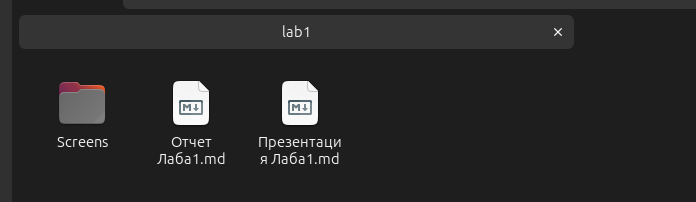 lab1
Screens
Отчет
Лаба1.md
Презентаци
я Лаба1.md